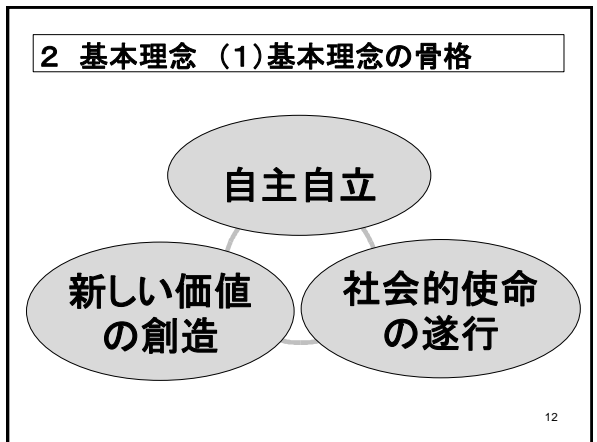 ２ 基本理念 （１）基本理念の骨格
自主自立
新しい価値
の創造
社会的使命
の遂行
12